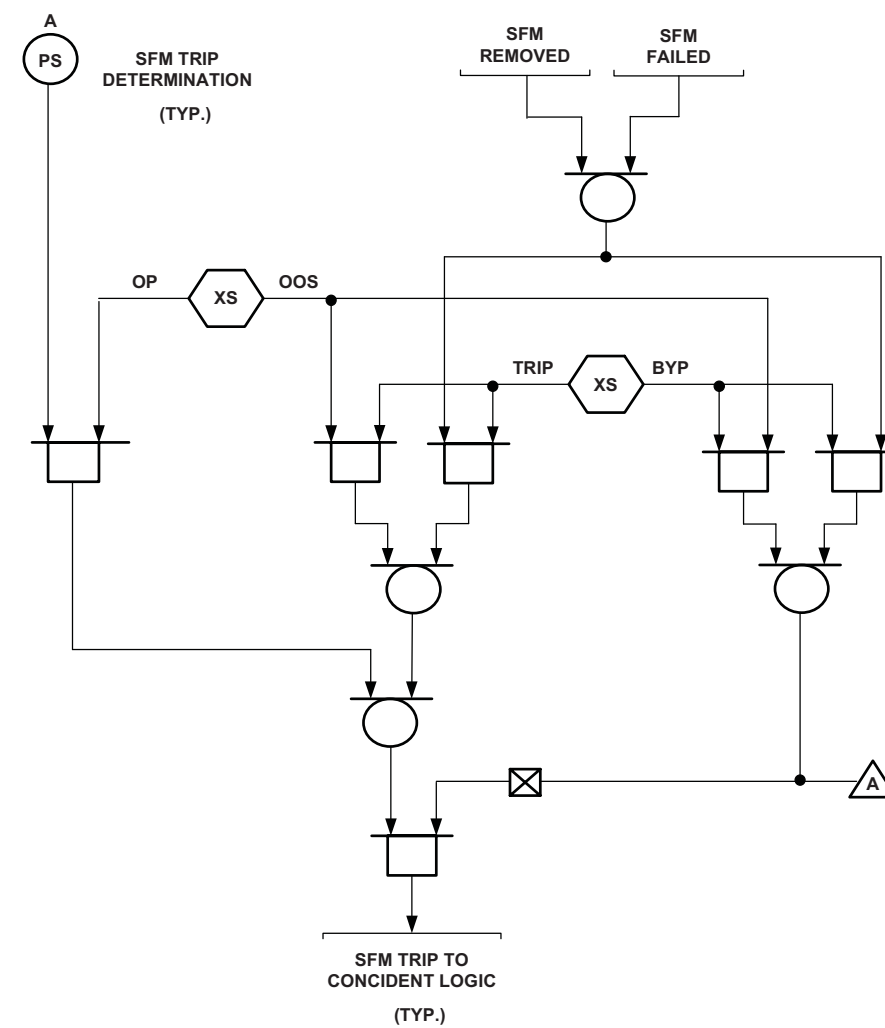 A
PS
SFM TRIP
DETERMINATION
(TYP.)
SFM
REMOVED
SFM
FAILED
OP
XS
OOS
TRIP
XS
BYP
A
SFM TRIP TO
CONCIDENT LOGIC
(TYP.)